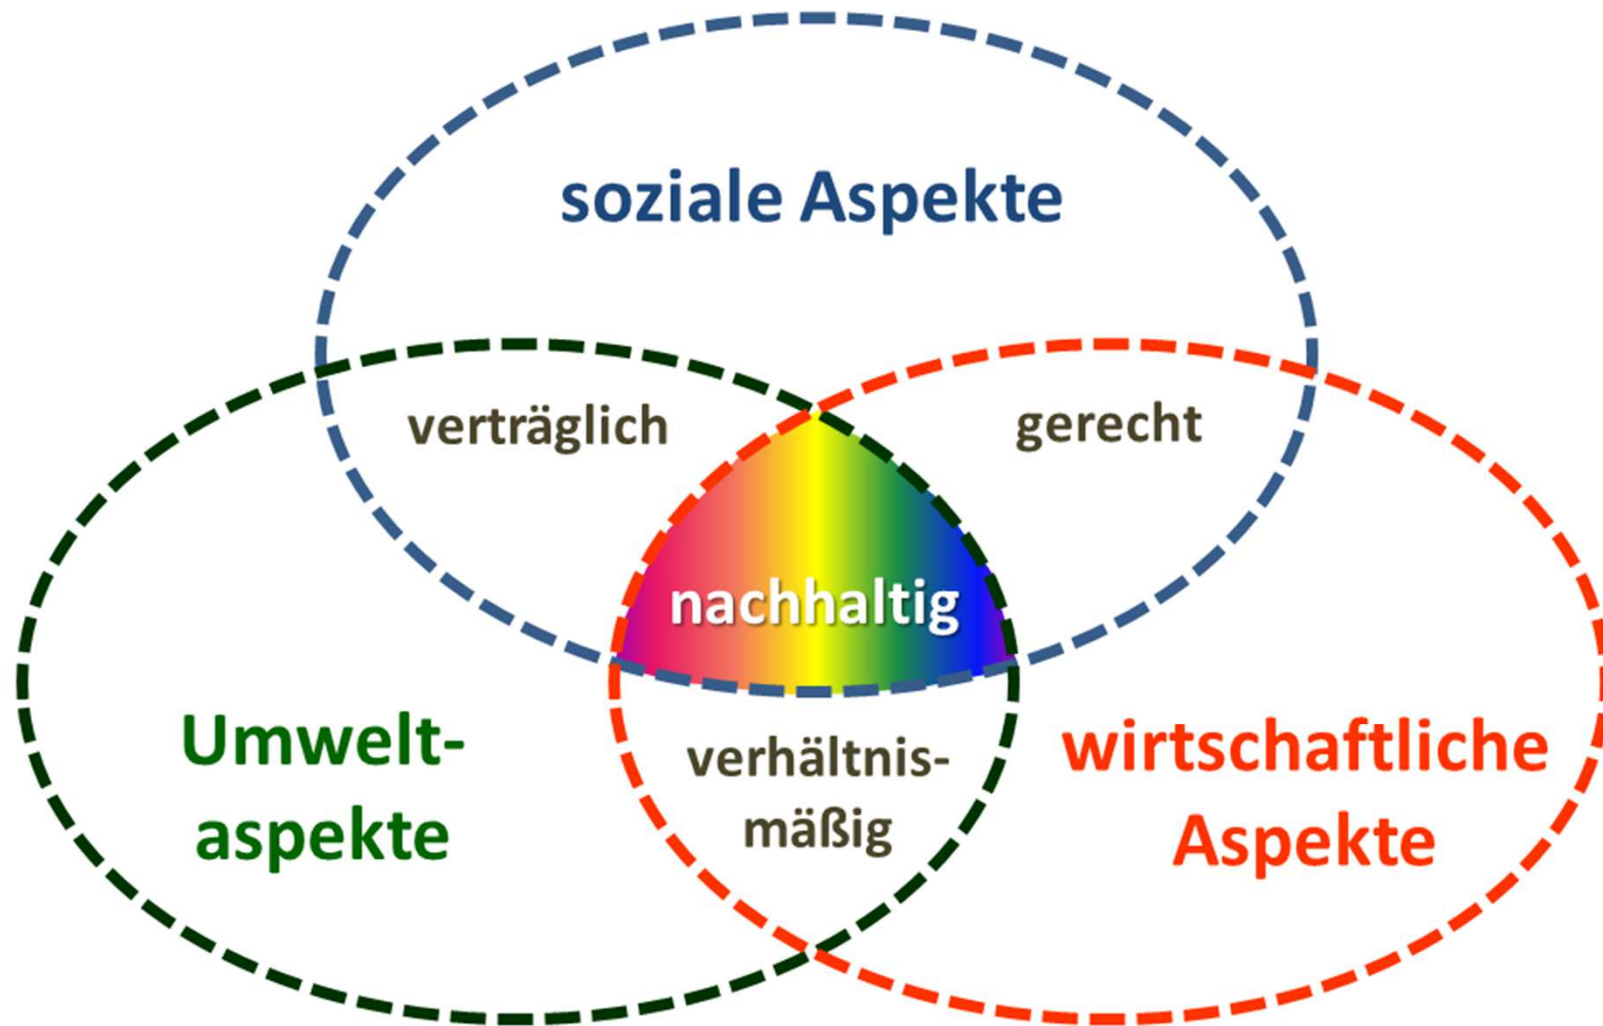 soziale Aspekte
verträglich
gerecht
nachhaltig
Umwelt-
aspekte
verhältnis-
mäßig
wirtschaftliche
Aspekte